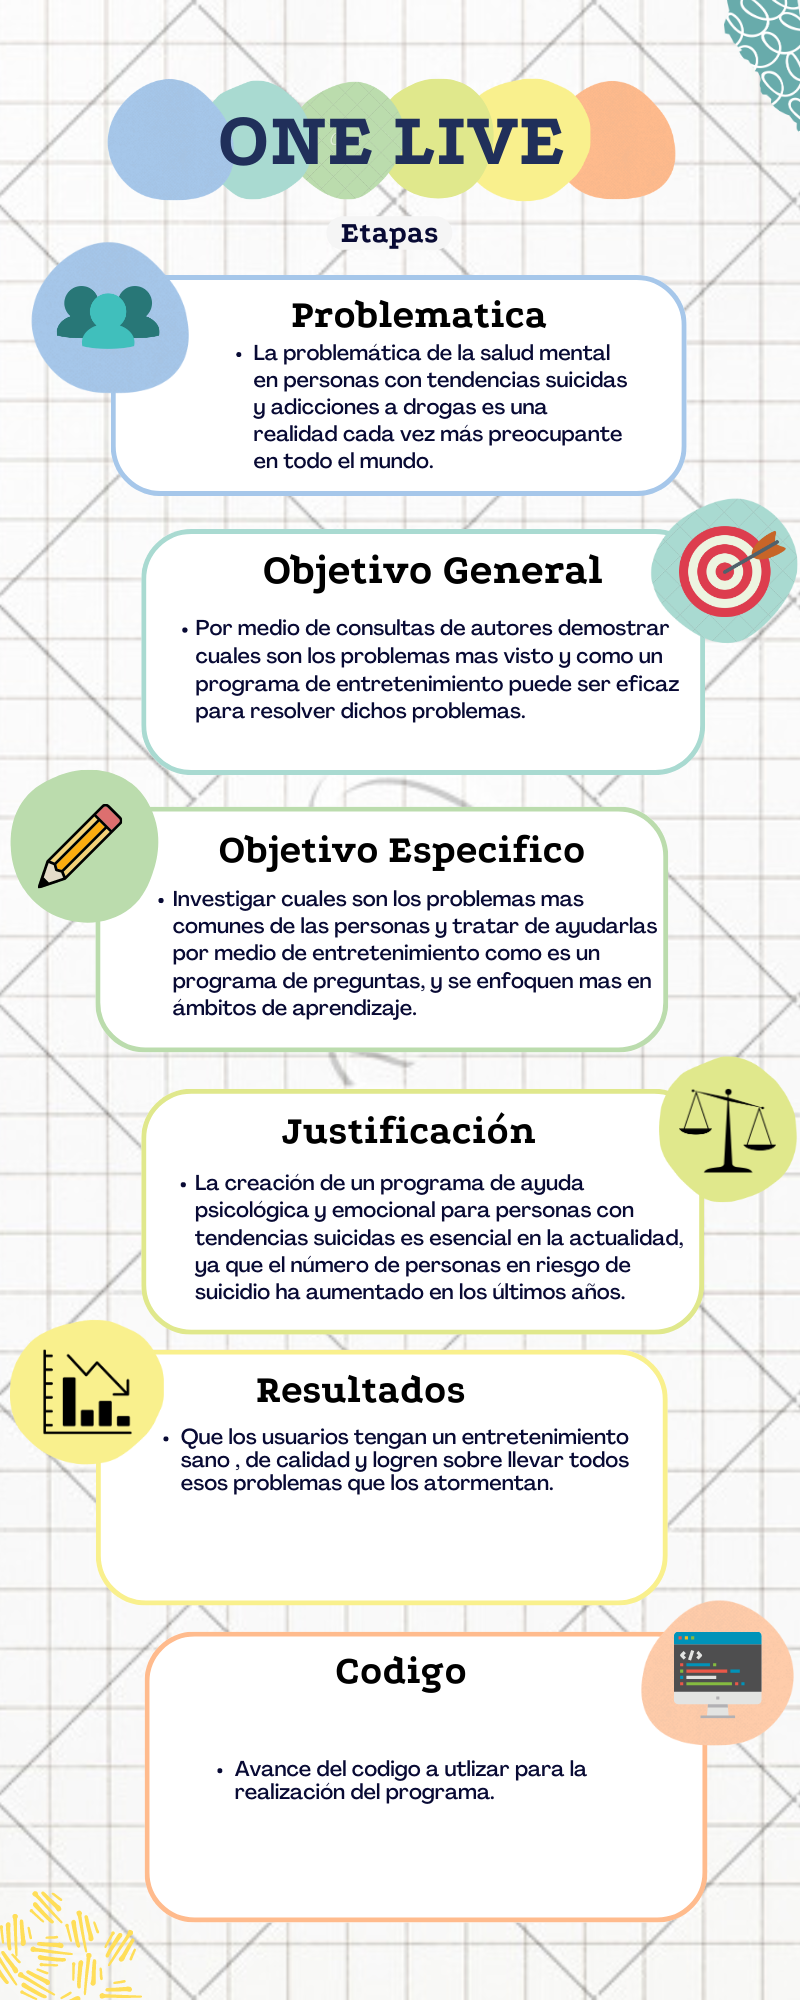 ONE LIVE
Etapas
Problematica
• La problemática de la salud mental
en personas con tendencias suicidas
y adicciones a drogas es una
realidad cada vez más preocupante
en todo el mundo.
Objetivo General
• Por medio de consultas de autores demostrar
cuales son los problemas mas visto y como un
programa de entretenimiento puede ser eficaz
para resolver dichos problemas.
Objetivo Especifico
• Investigar cuales son los problemas mas
comunes de las personas y tratar de ayudarlas
por medio de entretenimiento como es un
programa de preguntas, y se enfoquen mas en
ámbitos de aprendizaje.
Justificación
• La creación de un programa de ayuda
psicológica y emocional para personas con
tendencias suicidas es esencial en la actualidad,
ya que el número de personas en riesgo de
suicidio ha aumentado en los últimos años.
Resultados
• Que los usuarios tengan un entretenimiento
sano , de calidad y logren sobre llevar todos
esos problemas que los atormentan.
Codigo
</>
• Avance del codigo a utlizar para la
realización del programa.